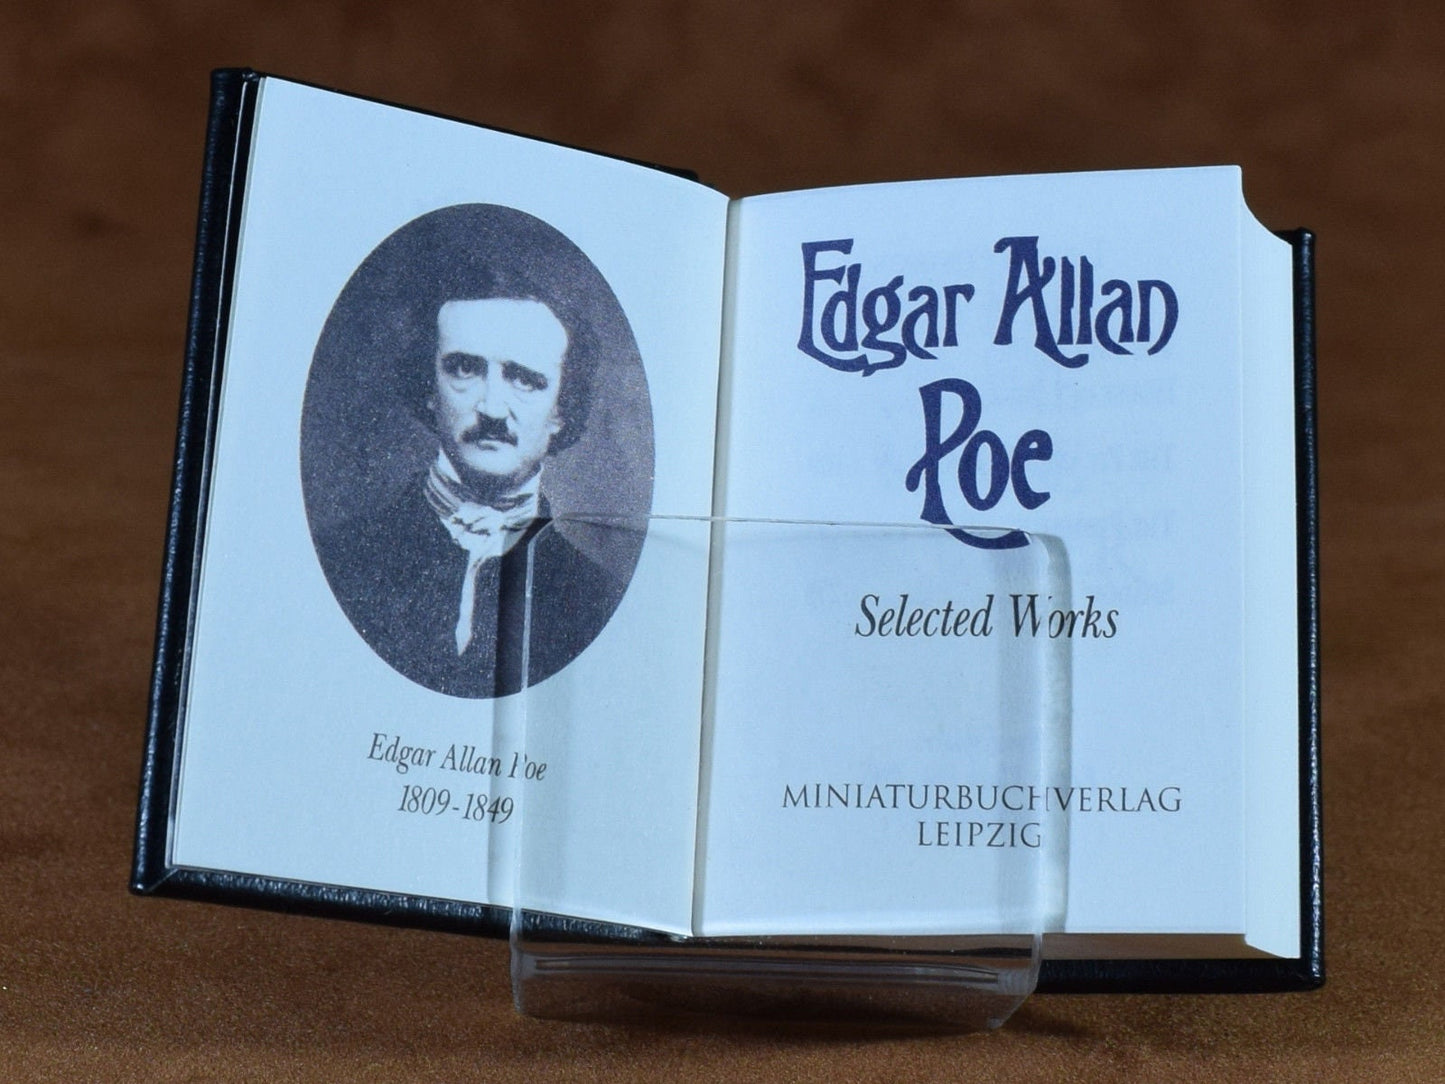 Edgar Allan Poe
1809-1849
Edgar Allan
Poe
Selected Works
MINIATURBUCHVERLAG
LEIPZIG